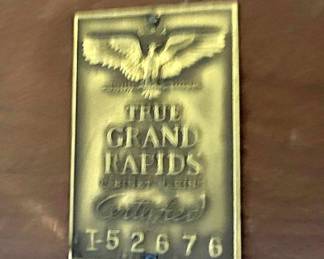 TRUE
GRAND
RAPIDS
Certified
I-52676